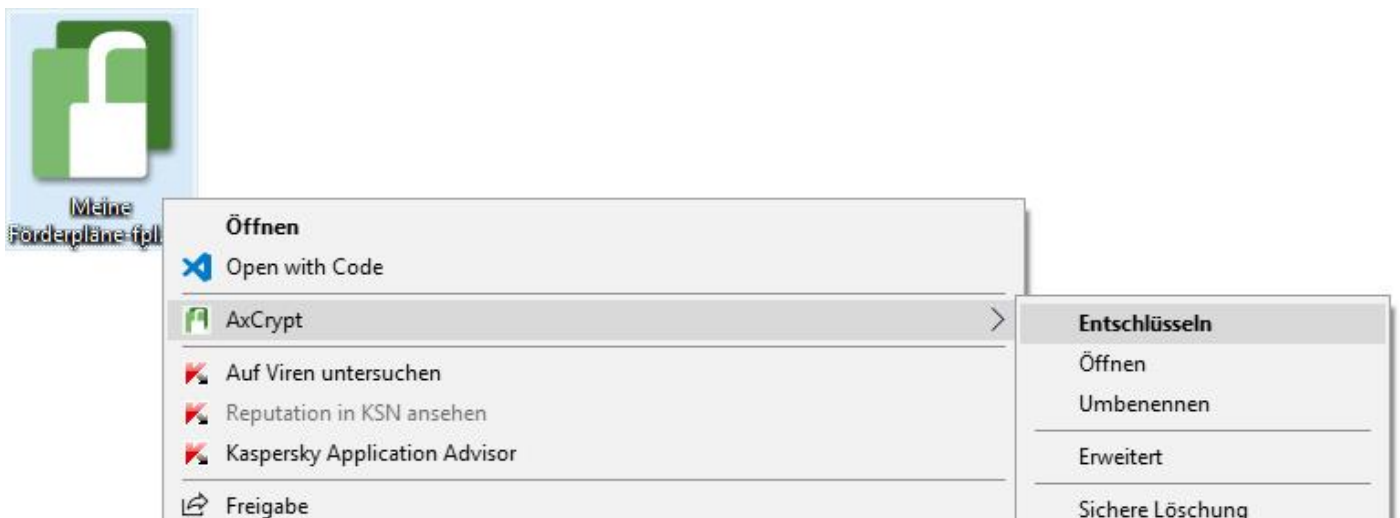 Meine
Förderpläne-fpl.
Öffnen
Open with Code
AxCrypt
Auf Viren untersuchen
Reputation in KSN ansehen
Kaspersky Application Advisor
Freigabe
Entschlüsseln
Öffnen
Umbenennen
Erweitert
Sichere Löschung